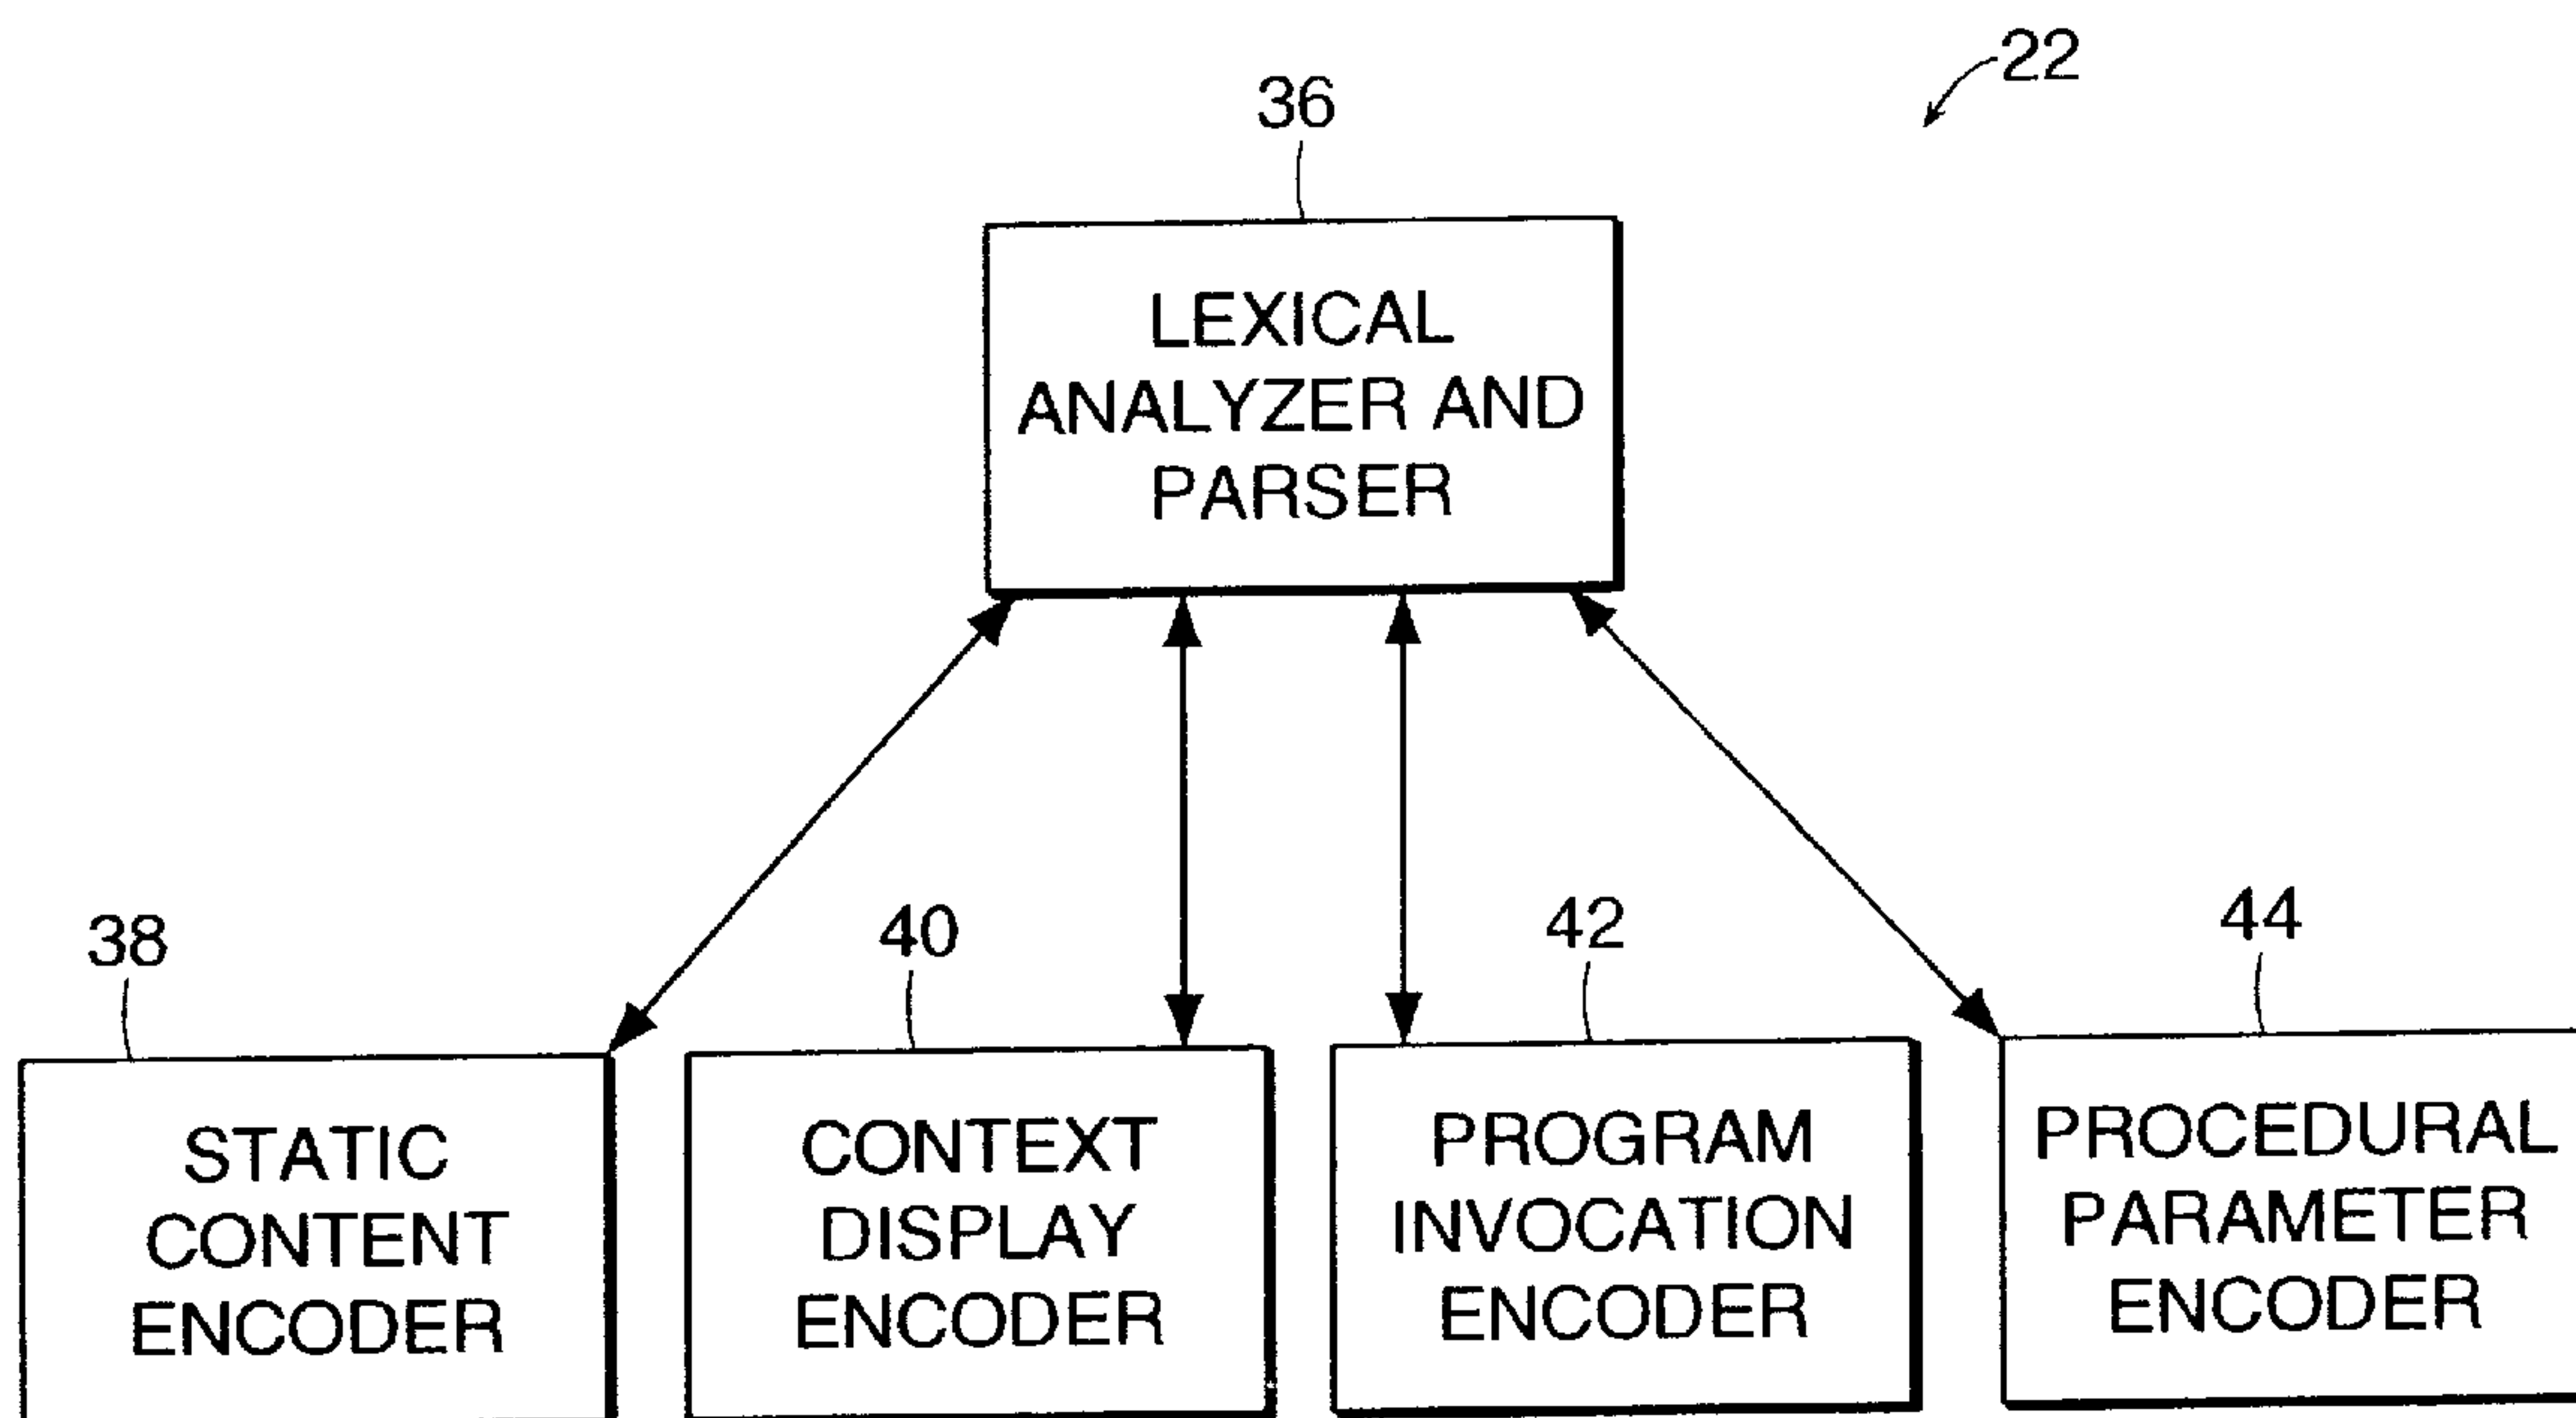 22
36
LEXICAL
ANALYZER AND
PARSER
38
40
42
44
STATIC
CONTENT
ENCODER
CONTEXT
DISPLAY
ENCODER
PROGRAM
INVOCATION
ENCODER
PROCEDURAL
PARAMETER
ENCODER